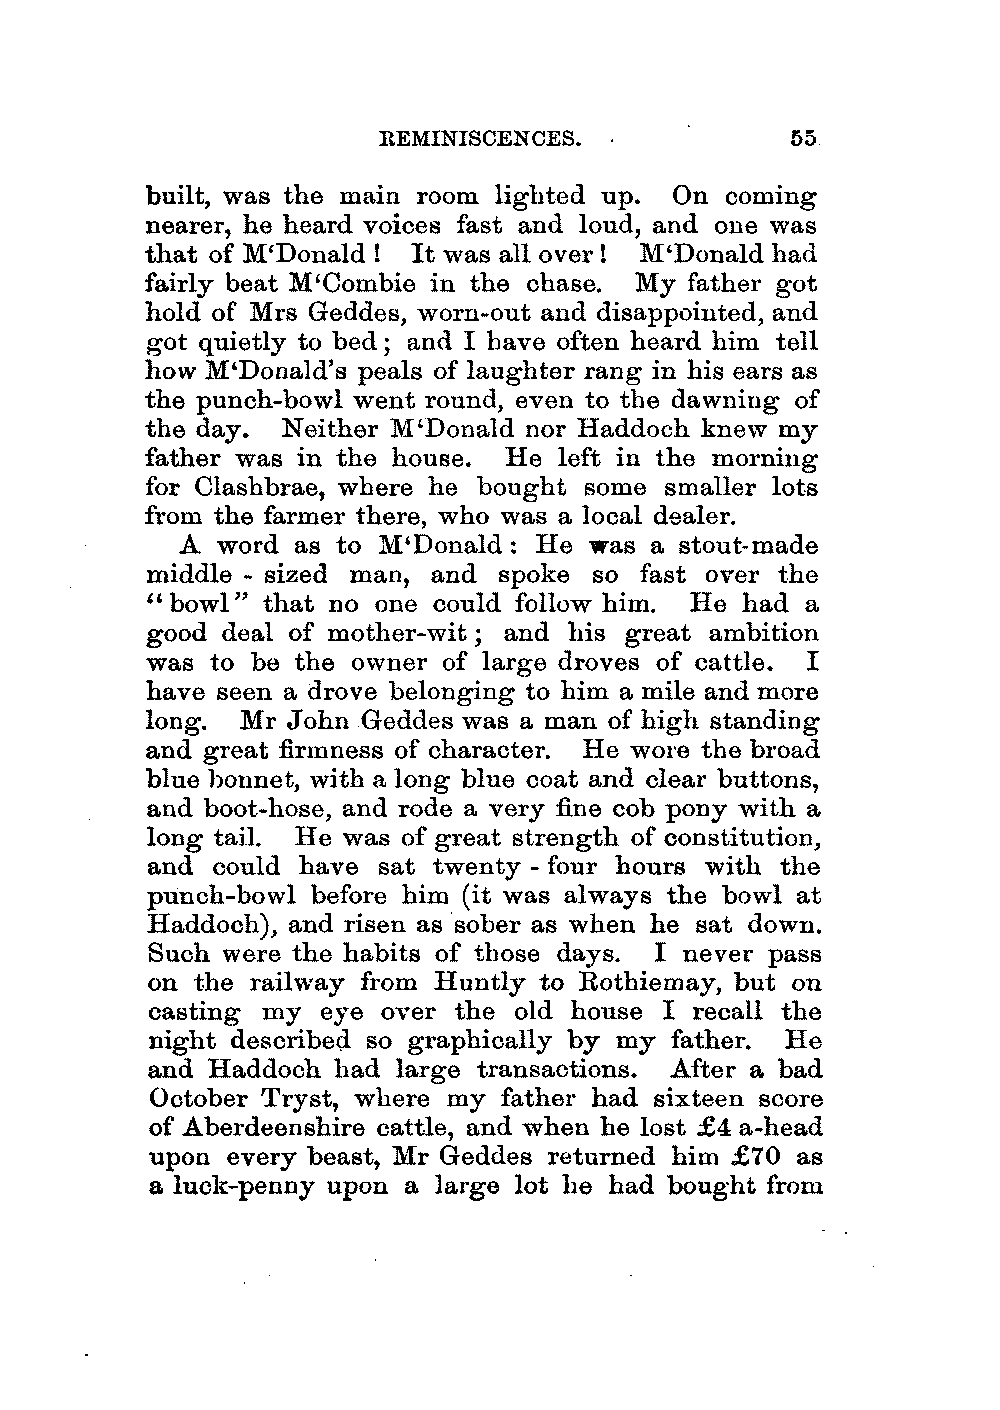 REMINISCENCES. 55
built, was the main room lighted up. On coming
nearer, he heard voices fast and loud, and one was
that of M‘Donald ! It was all over ! M‘Donald had
fairly beat M‘Combie in the chase. My father got
hold of Mrs Geddes, worn-out and disappointed, and
got quietly to bed ; and I have often heard him tell
how M‘Donald’s peals of laughter rang in his ears as
the punch-bowl went round, even to the dawning of
the day. Neither M‘Donald nor Haddoch knew my
father was in the house. He left in the morning
for Clashbrae, where he bought some smaller lots
from the farmer there, who was a local dealer.
A word as to M‘Donald : He was a stout-made
middle - sized man, and spoke so fast over the
“ bowl ” that no one could follow him. He had a
good deal of mother-wit ; and his great ambition
was to be the owner of large droves of cattle. I
have seen a drove belonging to him a mile and more
long. Mr John Geddes was a man of high standing
and great firmness of character. He wore the broad
blue bonnet, with a long blue coat and clear buttons,
and boot-hose, and rode a very fine cob pony with a
long tail. He was of great strength of constitution,
and could have sat twenty - four hours with the
punch-bowl before him (it was always the bowl at
Haddoch), and risen as sober as when he sat down.
Such were the habits of those days. I never pass
on the railway from Huntly to Rothiemay, but on
casting my eye over the old house I recall the
night described so graphically by my father. He
and Haddoch had large transactions. After a bad
October Tryst, where my father had sixteen score
of Aberdeenshire cattle, and when he lost £4 a-head
upon every beast, Mr Geddes returned him £70 as
a luck-penny upon a large lot he had bought from